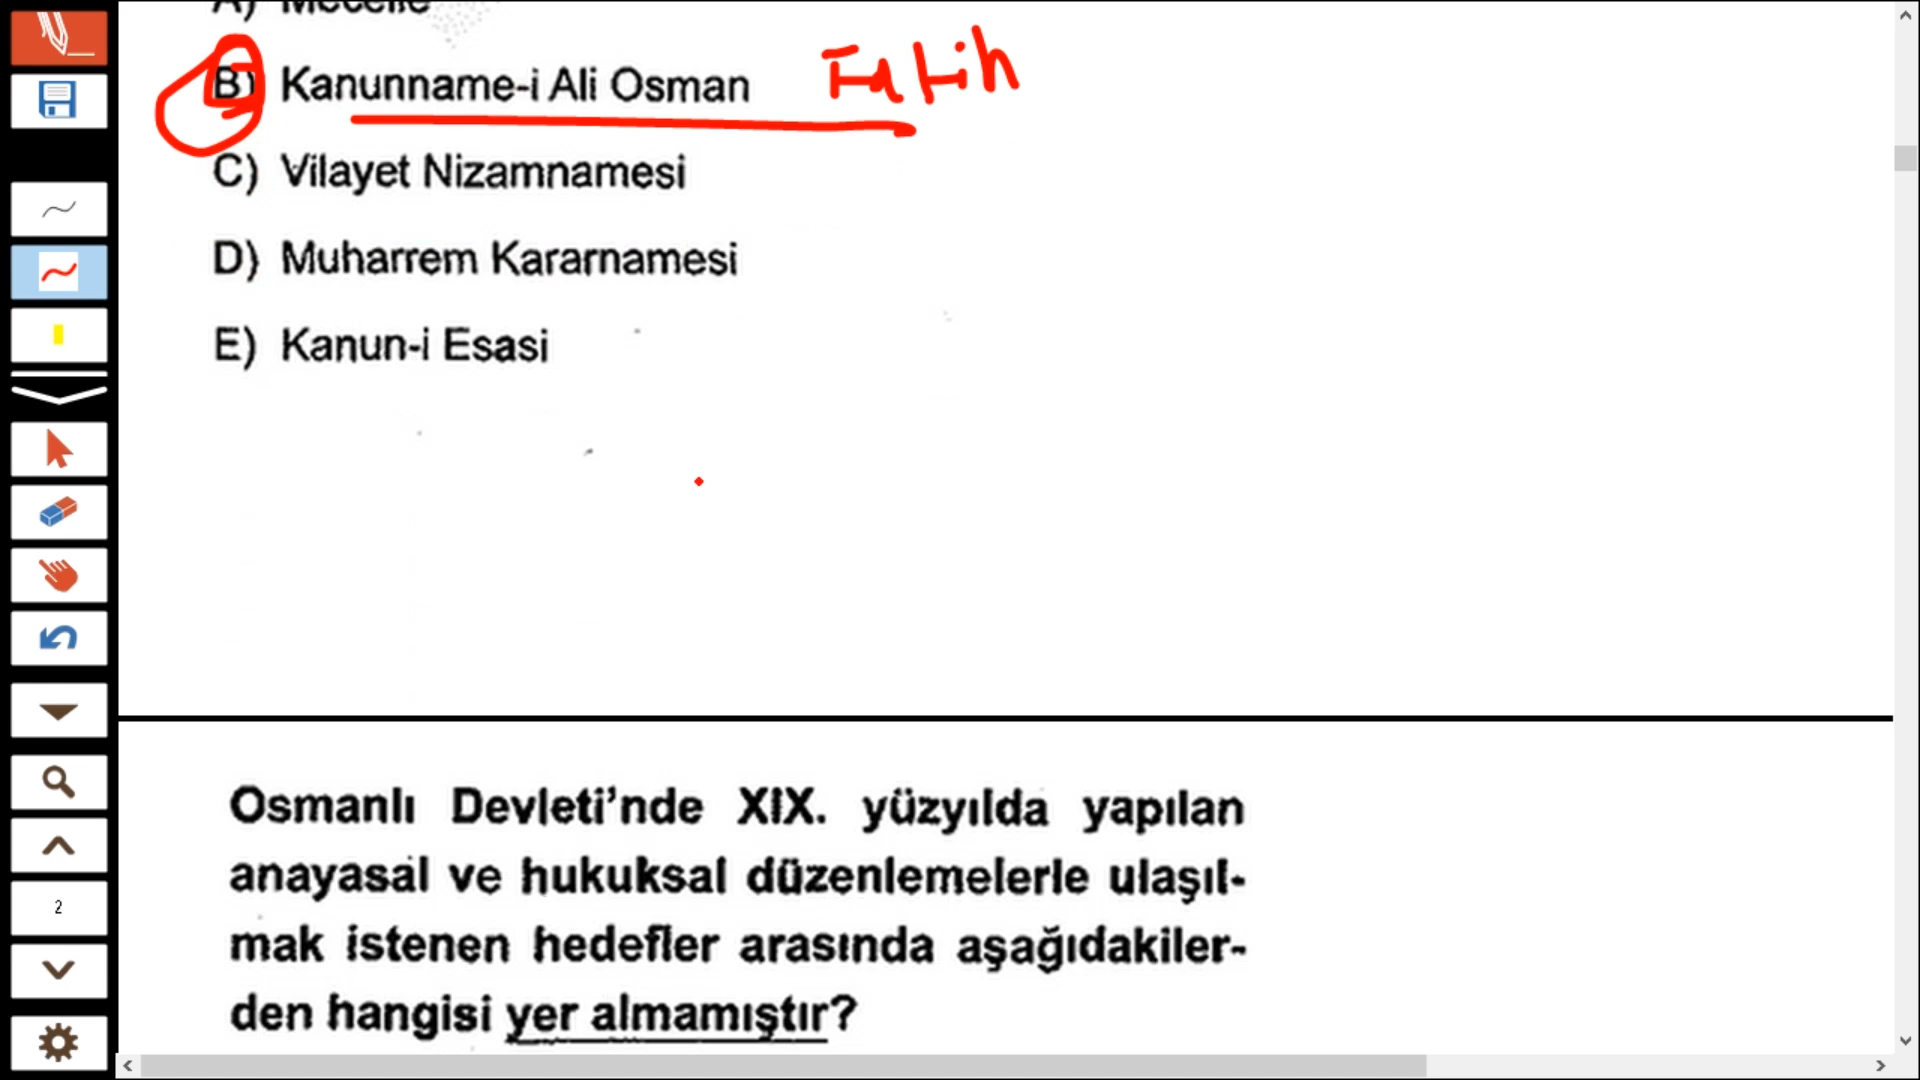 A) Mecelle
B) Kanunname-i Ali Osman Fatih
C) Vilayet Nizamnamesi
D) Muharrem Kararnamesi
E) Kanun-i Esasi
Osmanlı Devleti'nde XIX. yüzyılda yapılan
anayasal ve hukuksal düzenlemelerle ulaşıl-
mak istenen hedefler arasında aşağıdakiler-
den hangisi yer almamıştır?
2